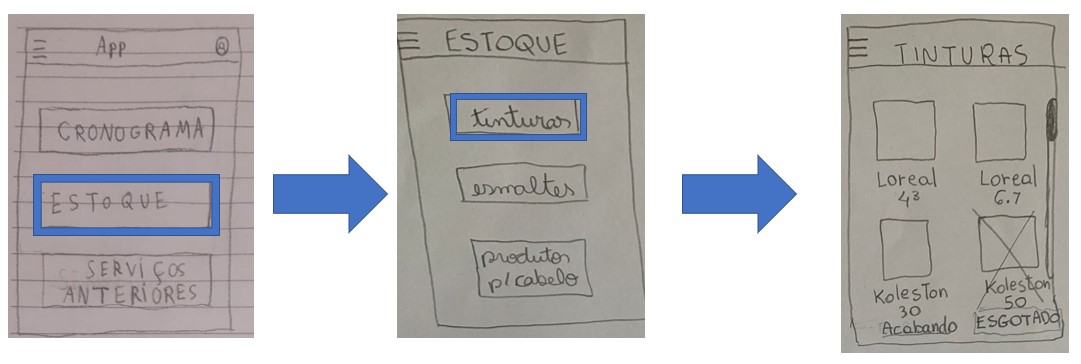 App
CRONOGRAMA
ESTOQUE
SERVIÇOS
ANTERIORES
ESTOQUE
tinturas
esmaltes
produtos
p/cabelo
TINTURAS
Loreal
43
Loreal
6.7
Koleston
30
Acabando
Koleston
50
ESGOTADO